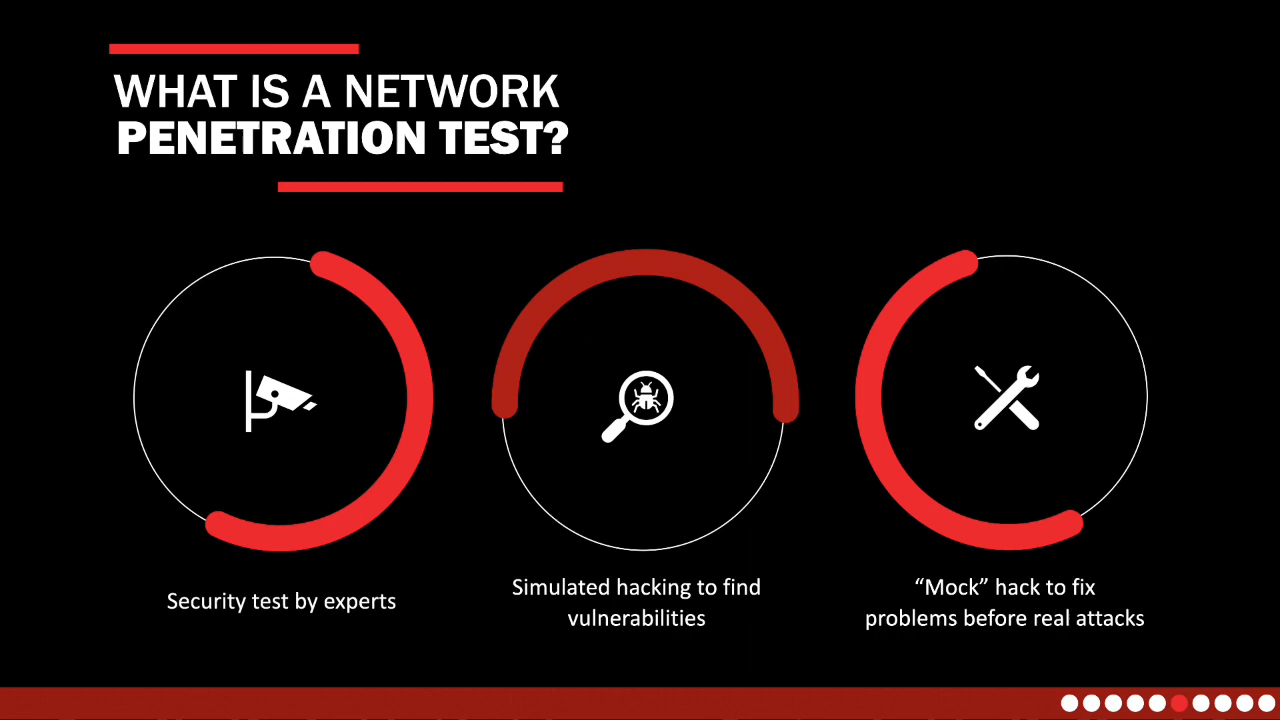 WHAT IS A NETWORK
PENETRATION TEST?
Security test by experts
Simulated hacking to find
vulnerabilities
“Mock” hack to fix
problems before real attacks